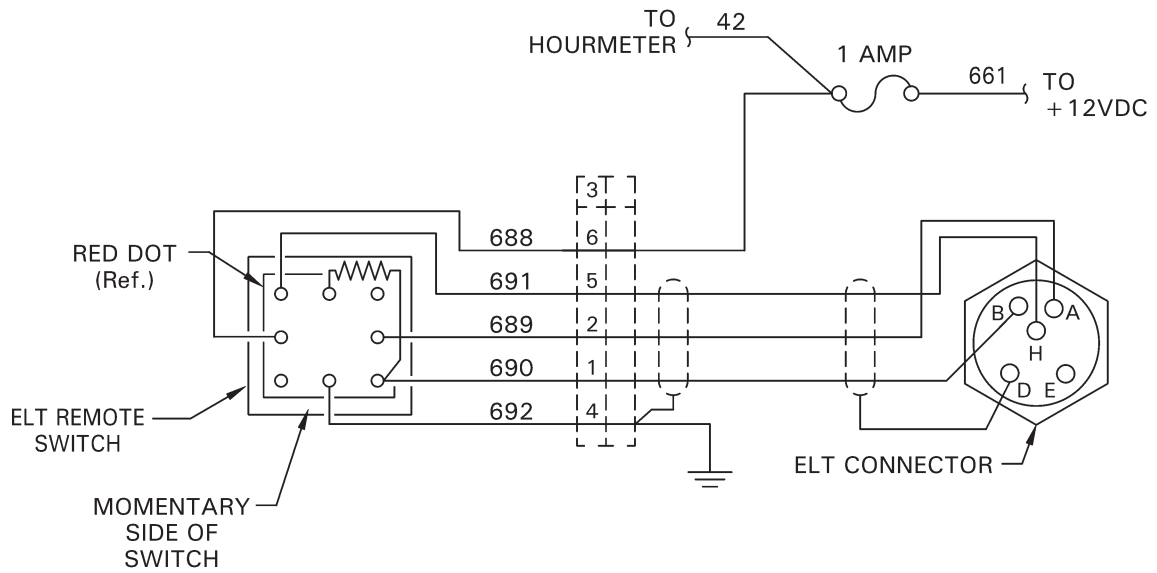 TO
HOURMETER
42
1 AMP
661
TO
+12VDC
3
688
6
RED DOT
(Ref.)
691
5
689
2
B
A
H
690
1
D
E
ELT REMOTE
SWITCH
692
4
ELT CONNECTOR
MOMENTARY
SIDE OF
SWITCH